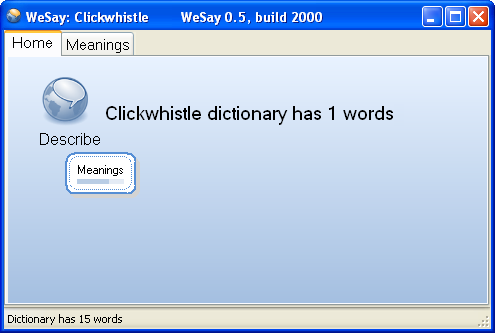 WeSay: Clickwhistle WeSay 0.5, build 2000
Home Meanings
Clickwhistle dictionary has 1 words
Describe
Meanings
Dictionary has 15 words